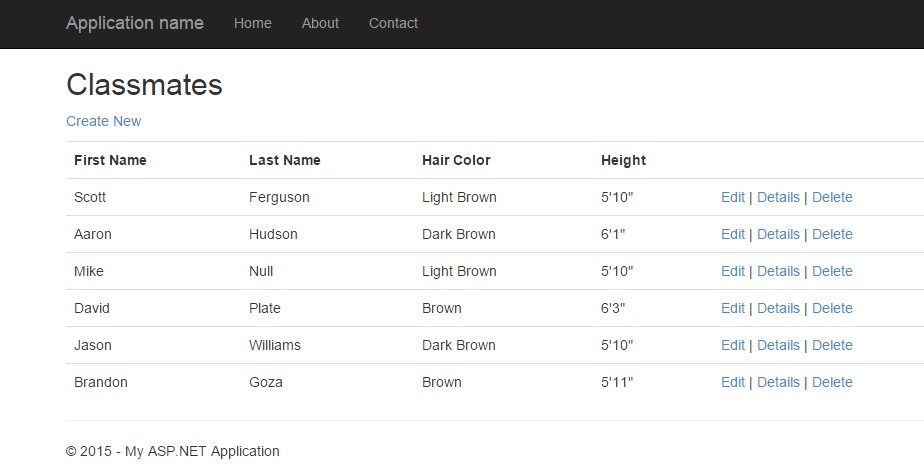 Application name Home About Contact
Classmates
Create New
First Name Last Name Hair Color Height
Scott Ferguson Light Brown 5'10" Edit | Details | Delete
Aaron Hudson Dark Brown 6'1" Edit | Details | Delete
Mike Null Light Brown 5'10" Edit | Details | Delete
David Plate Brown 6'3" Edit | Details | Delete
Jason Williams Dark Brown 5'10" Edit | Details | Delete
Brandon Goza Brown 5'11" Edit | Details | Delete
© 2015 - My ASP.NET Application